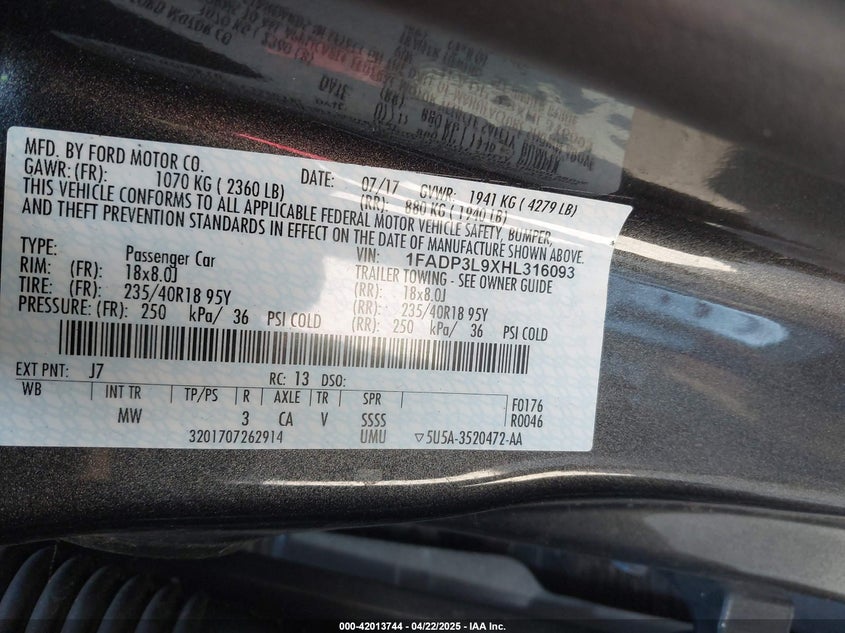 MFD. BY FORD MOTOR CO.
DATE: 07/17 GVWR: 1941 KG ( 4279 LB)
GAWR: (FR): 1070 KG ( 2360 LB) (RR): 880 KG ( 1940 LB)
THIS VEHICLE CONFORMS TO ALL APPLICABLE FEDERAL MOTOR VEHICLE SAFETY, BUMPER,
AND THEFT PREVENTION STANDARDS IN EFFECT ON THE DATE OF MANUFACTURE SHOWN ABOVE.
VIN: 1FADP3L9XHL316093
TYPE: Passenger Car TRAILER TOWING - SEE OWNER GUIDE
RIM: (FR): 18x8.0J (RR): 18x8.0J
TIRE: (FR): 235/40R18 95Y (RR): 235/40R18 95Y
PRESSURE: (FR): 250 kPa/ 36 PSI COLD (RR): 250 kPa/ 36 PSI COLD
EXT PNT: J7 RC: 13 DSO:
WB INT TR TP/PS R AXLE TR SPR F0176
MW 3 CA V SSSS R0046
3201707262914 UMU ▽5U5A-3520472-AA
000-42013744 - 04/22/2025 - IAA Inc.